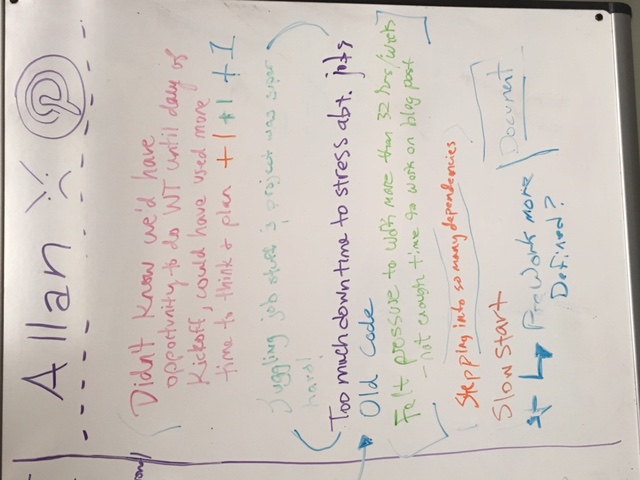 Allan
Didn't know we'd have
opportunity to do WT until day of
Kickoff, could have used more
time to think & plan +1 +1 +1
Juggling job stuff & project was super
hard!
Too much down time to stress abt. jobs
Old Code
Felt pressure to work more than 32 hrs/week
- not enough time to work on blog post
Stepping into so many dependencies
Slow Start
PreWork more
Defined?
Document